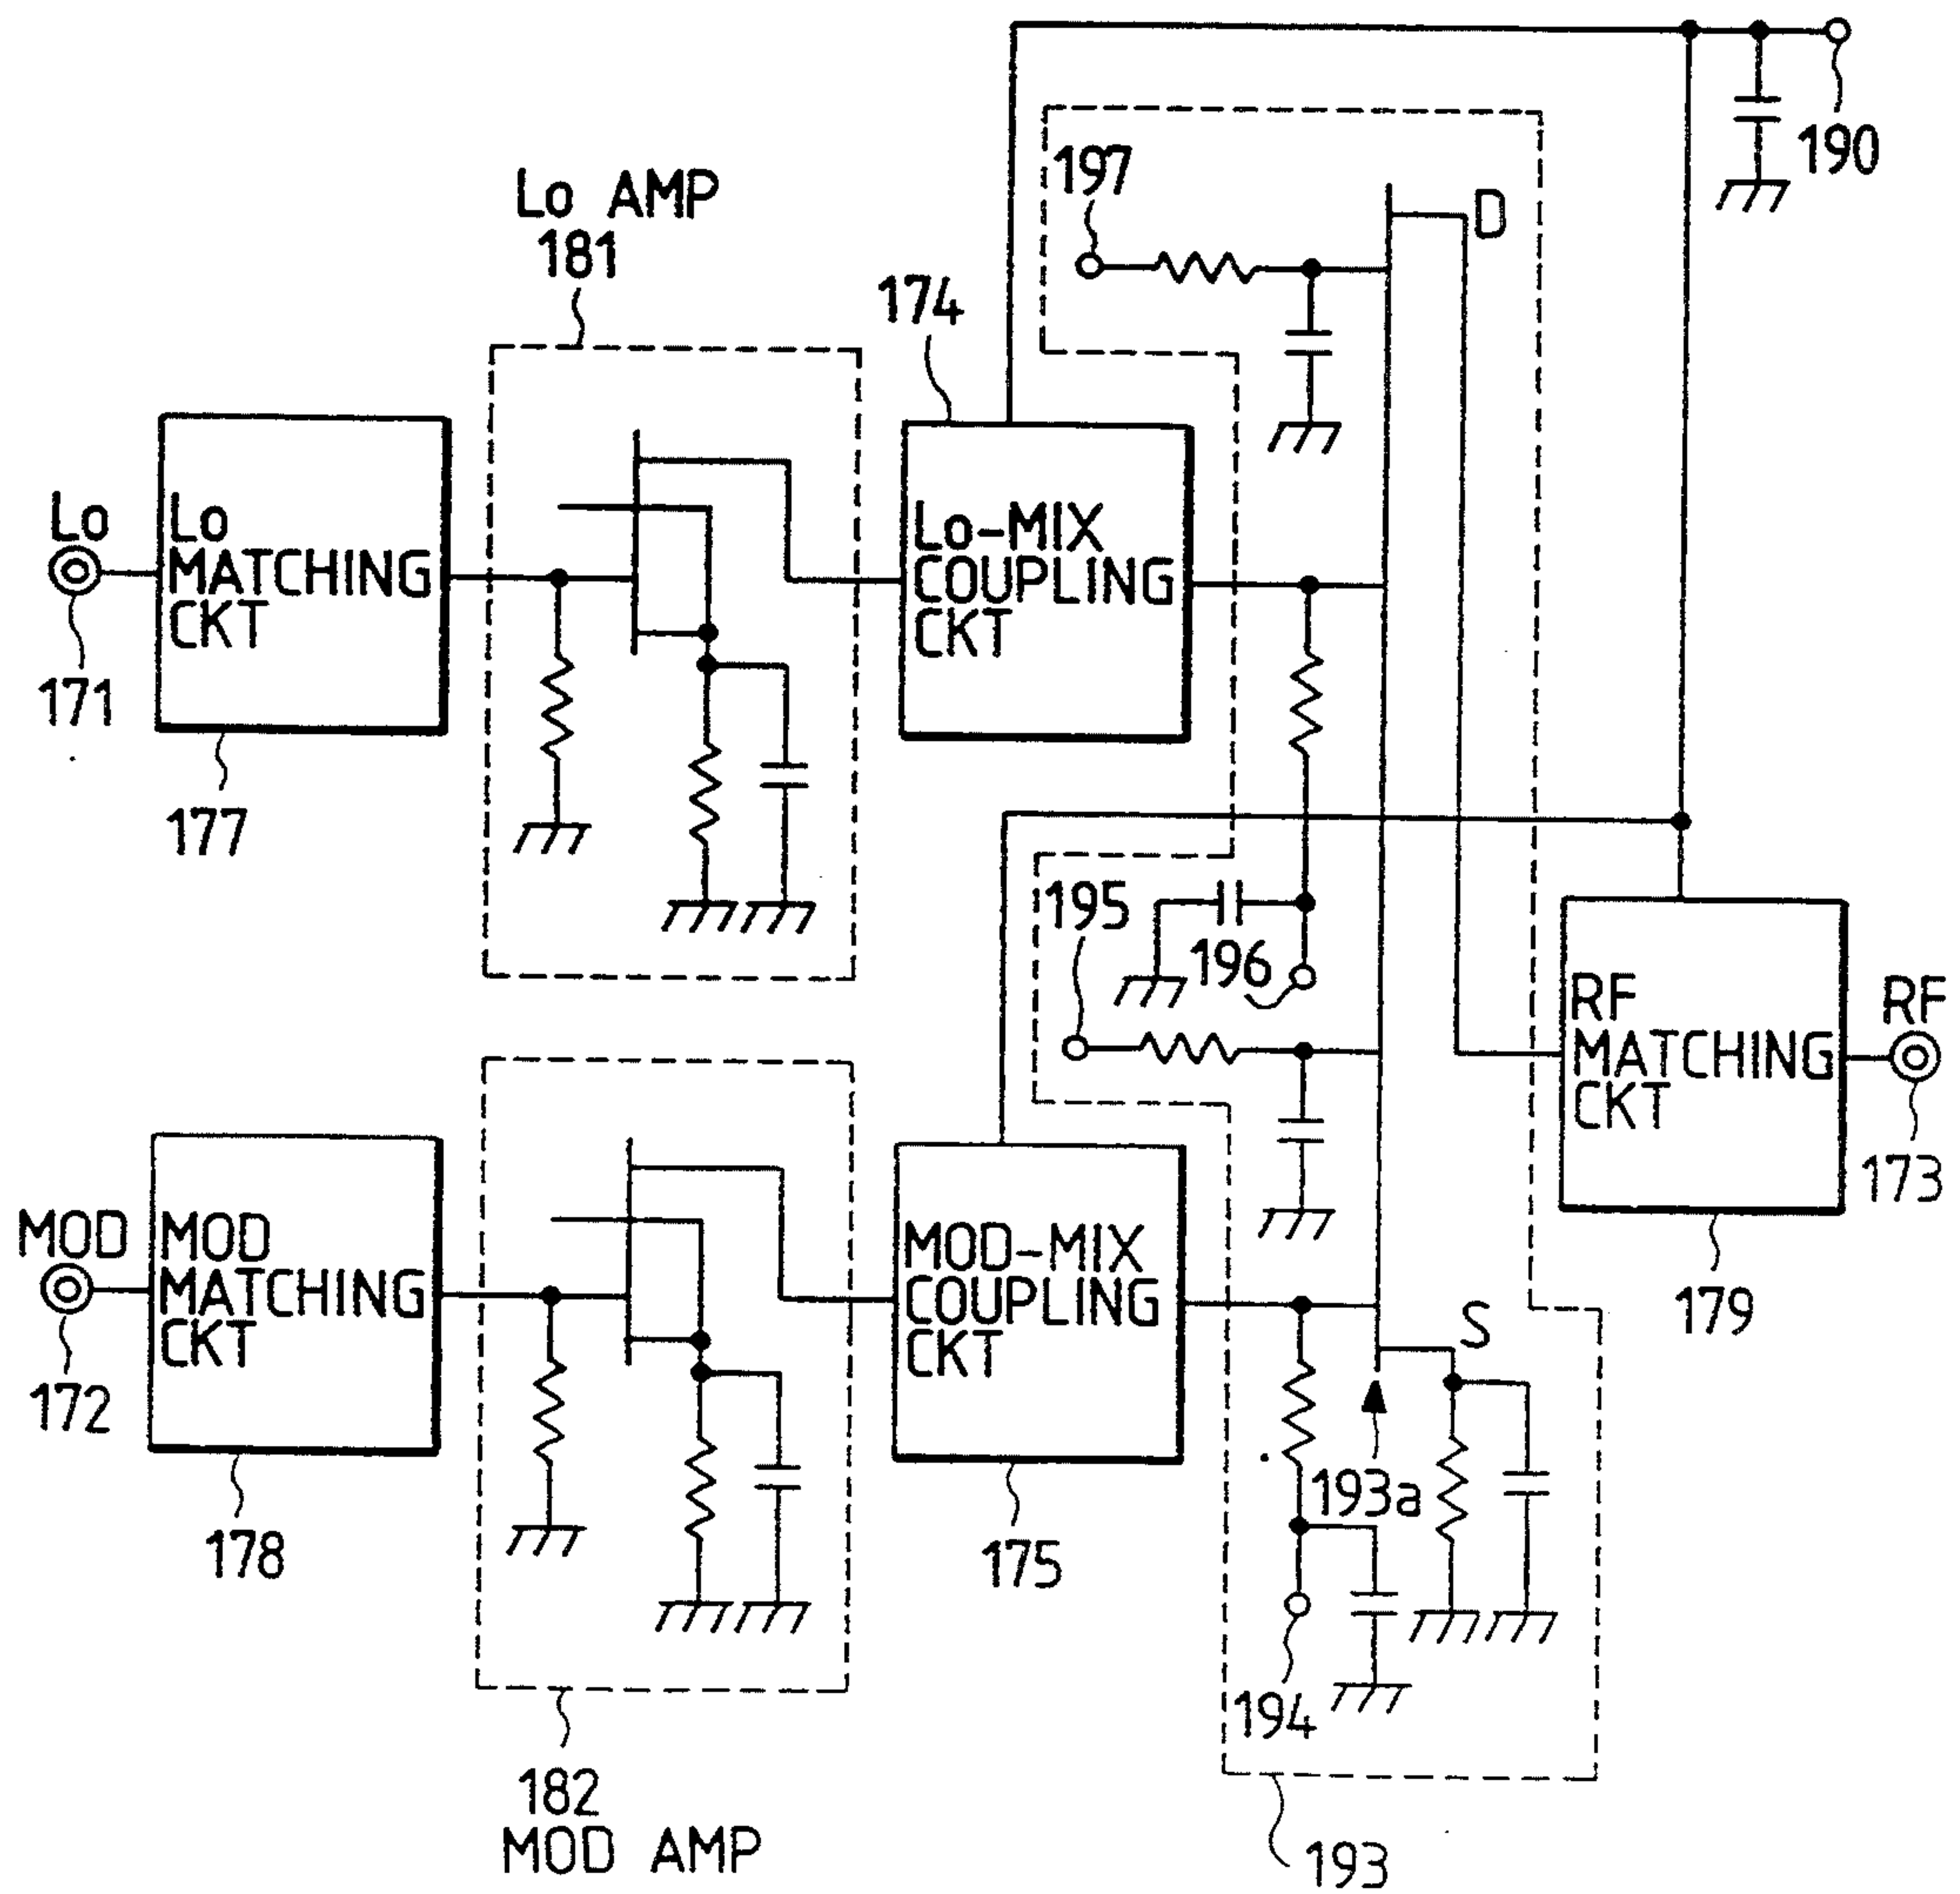 190
197
D
Lo AMP
181
174
Lo
Lo
MATCHING
CKT
Lo-MIX
COUPLING
CKT
171
177
195
196
RF
MATCHING
CKT
RF
173
MOD
MOD
MATCHING
CKT
MOD-MIX
COUPLING
CKT
S
179
172
178
175
193a
194
182
MOD AMP
193